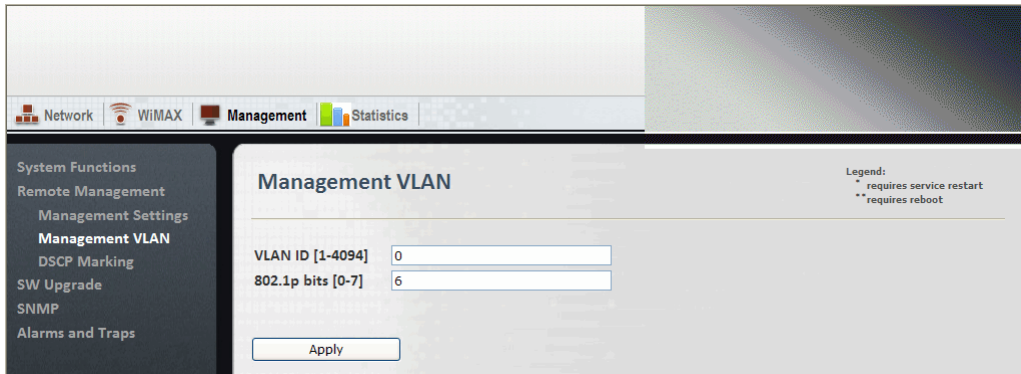 Network WiMAX Management Statistics
System Functions
Remote Management
Management Settings
Management VLAN
DSCP Marking
SW Upgrade
SNMP
Alarms and Traps
Management VLAN
Legend:
* requires service restart
** requires reboot
VLAN ID [1-4094] 0
802.1p bits [0-7] 6
Apply